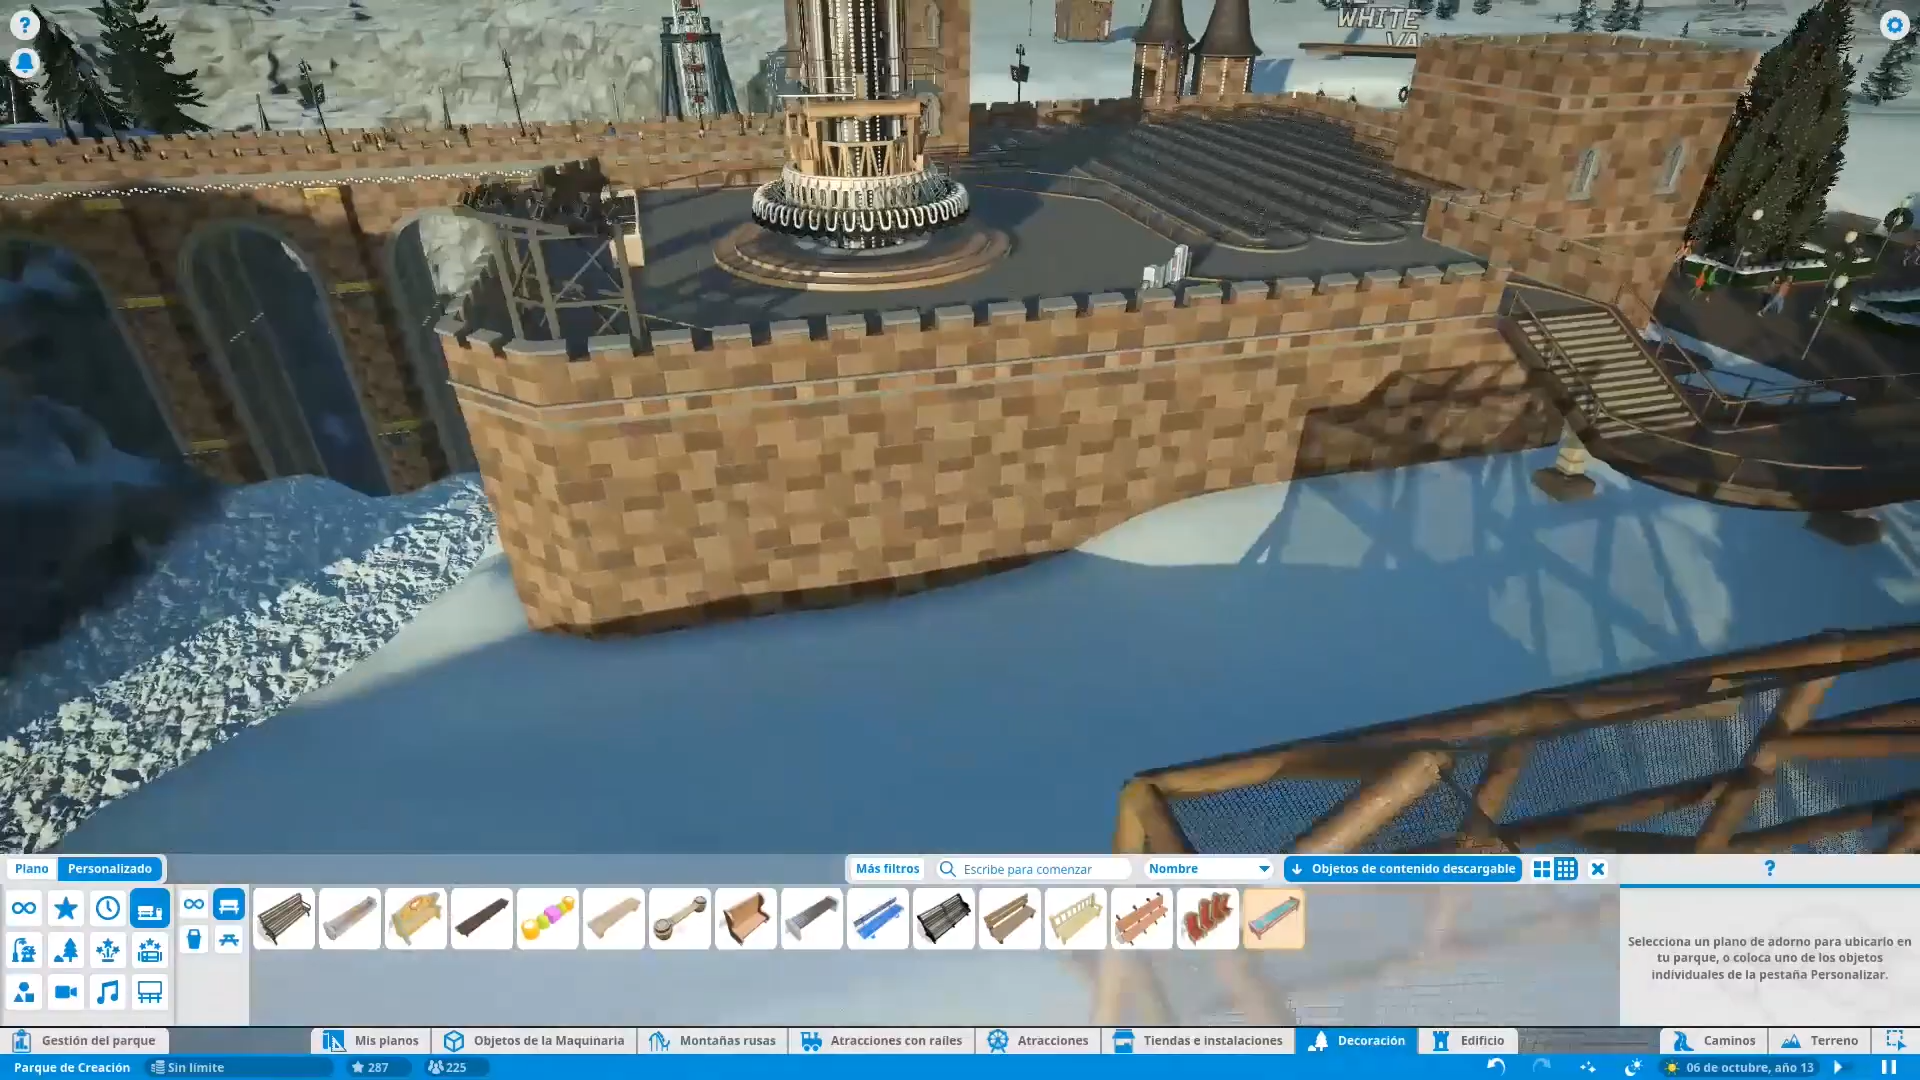 ?
WHITE
VA
Plano
Personalizado
Más filtros
Escribe para comenzar
Nombre
Objetos de contenido descargable
?
Selecciona un plano de adorno para ubicarlo en
tu parque, o coloca uno de los objetos
individuales de la pestaña Personalizar.
Gestión del parque
Mis planos
Objetos de la Maquinaria
Montañas rusas
Atracciones con raíles
Atracciones
Tiendas e instalaciones
Decoración
Edificio
Caminos
Terreno
Parque de Creación
Sin límite
287
225
06 de octubre, año 13